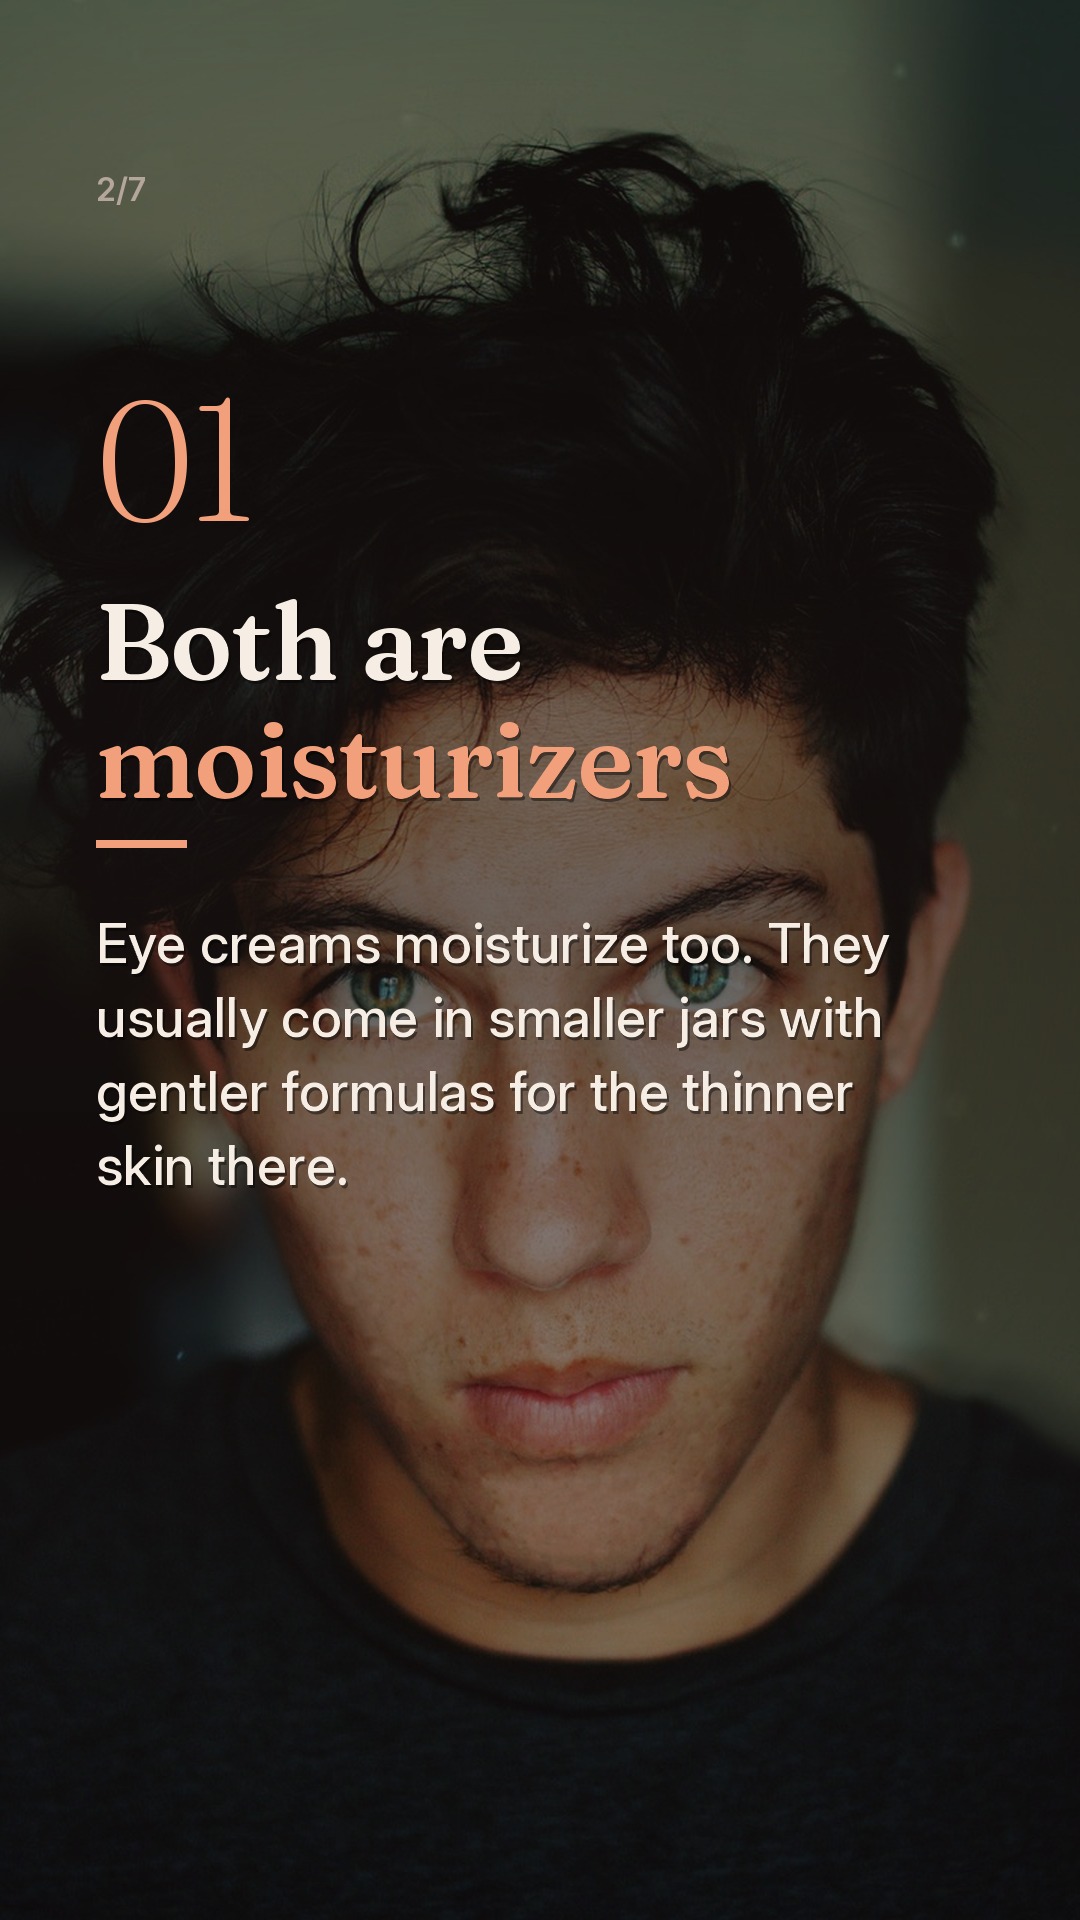 2/7
01
Both are
moisturizers
Eye creams moisturize too. They
usually come in smaller jars with
gentler formulas for the thinner
skin there.